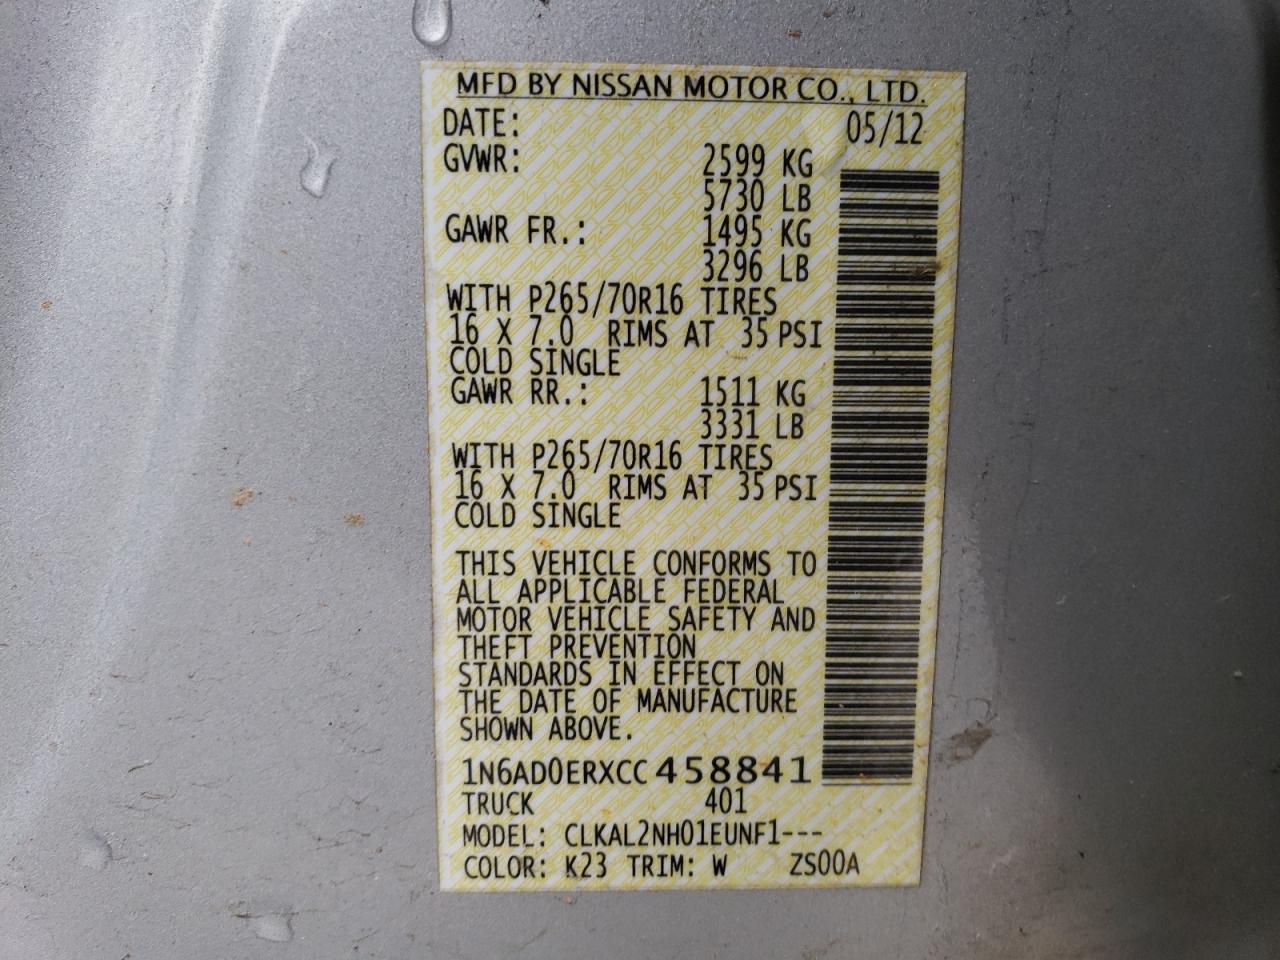 MFD BY NISSAN MOTOR CO., LTD.
DATE: 05/12
GVWR: 2599 KG
5730 LB
GAWR FR.: 1495 KG
3296 LB
WITH P265/70R16 TIRES
16 X 7.0 RIMS AT 35 PSI
COLD SINGLE
GAWR RR.: 1511 KG
3331 LB
WITH P265/70R16 TIRES
16 X 7.0 RIMS AT 35 PSI
COLD SINGLE
THIS VEHICLE CONFORMS TO
ALL APPLICABLE FEDERAL
MOTOR VEHICLE SAFETY AND
THEFT PREVENTION
STANDARDS IN EFFECT ON
THE DATE OF MANUFACTURE
SHOWN ABOVE.
1N6AD0ERXCC458841
TRUCK 401
MODEL: CLKAL2NH01EUNF1---
COLOR: K23 TRIM: W ZS00A